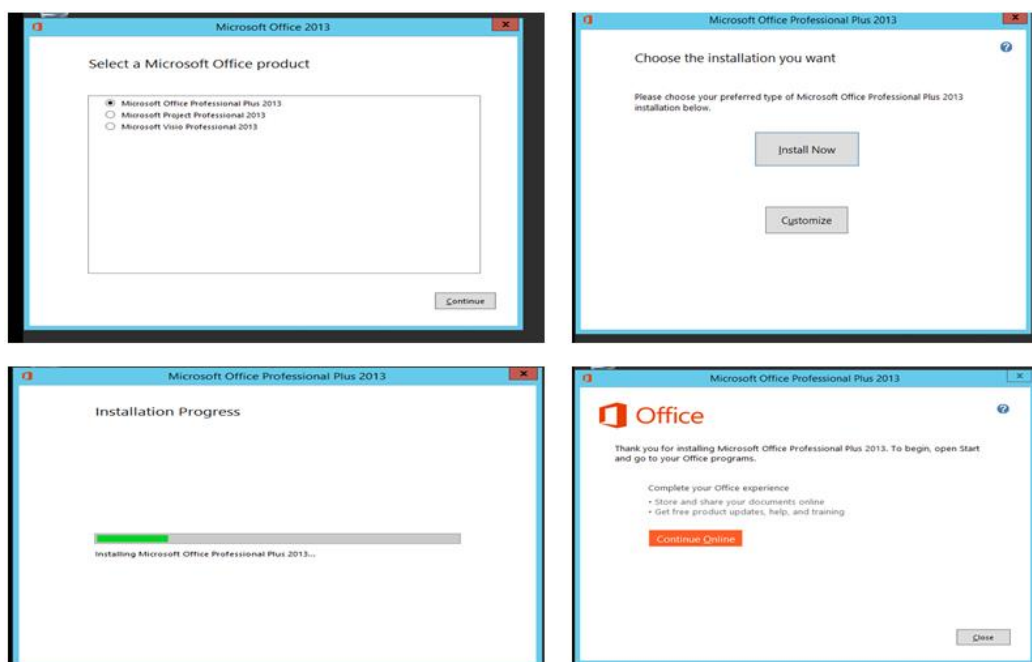 Microsoft Office 2013
Select a Microsoft Office product
Microsoft Office Professional Plus 2013
Microsoft Project Professional 2013
Microsoft Visio Professional 2013
Continue
Microsoft Office Professional Plus 2013
Choose the installation you want
Please choose your preferred type of Microsoft Office Professional Plus 2013
installation below.
Install Now
Customize
Microsoft Office Professional Plus 2013
Installation Progress
Installing Microsoft Office Professional Plus 2013...
Microsoft Office Professional Plus 2013
Office
Thank you for installing Microsoft Office Professional Plus 2013. To begin, open Start
and go to your Office programs.
Complete your Office experience
• Store and share your documents online
• Get free product updates, help, and training
Continue Online
Close